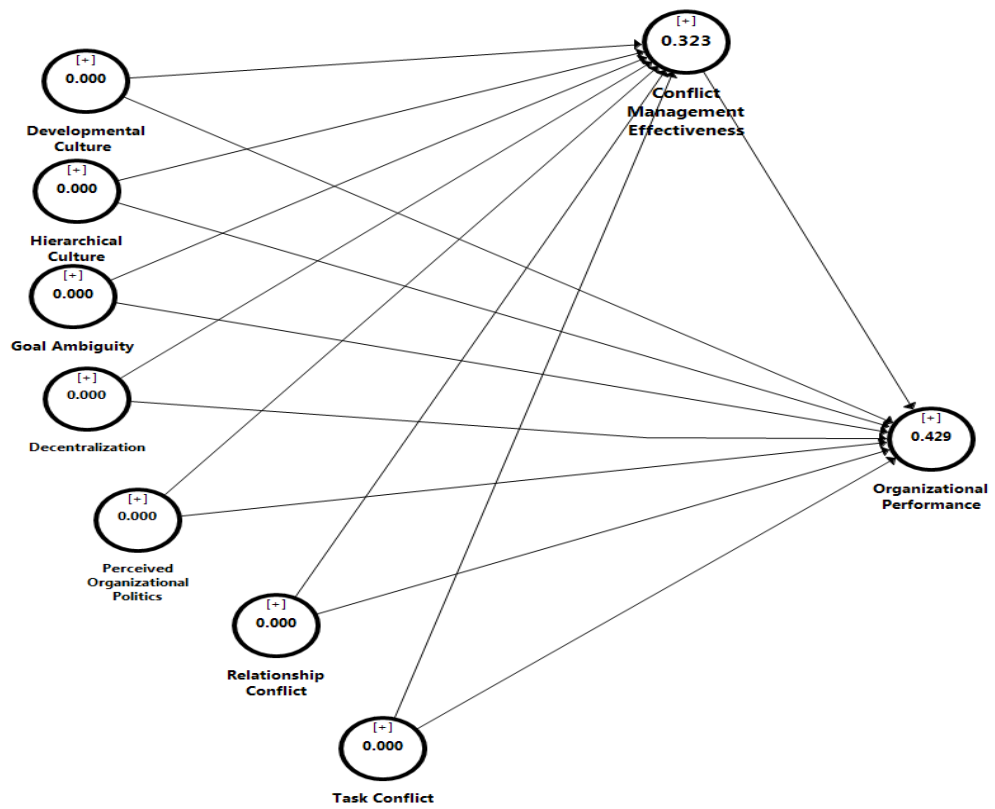 [+]
0.323
Conflict
Management
Effectiveness
[+]
0.000
Developmental
Culture
[+]
0.000
Hierarchical
Culture
[+]
0.000
Goal Ambiguity
[+]
0.000
Decentralization
[+]
0.429
Organizational
Performance
[+]
0.000
Perceived
Organizational
Politics
[+]
0.000
Relationship
Conflict
[+]
0.000
Task Conflict